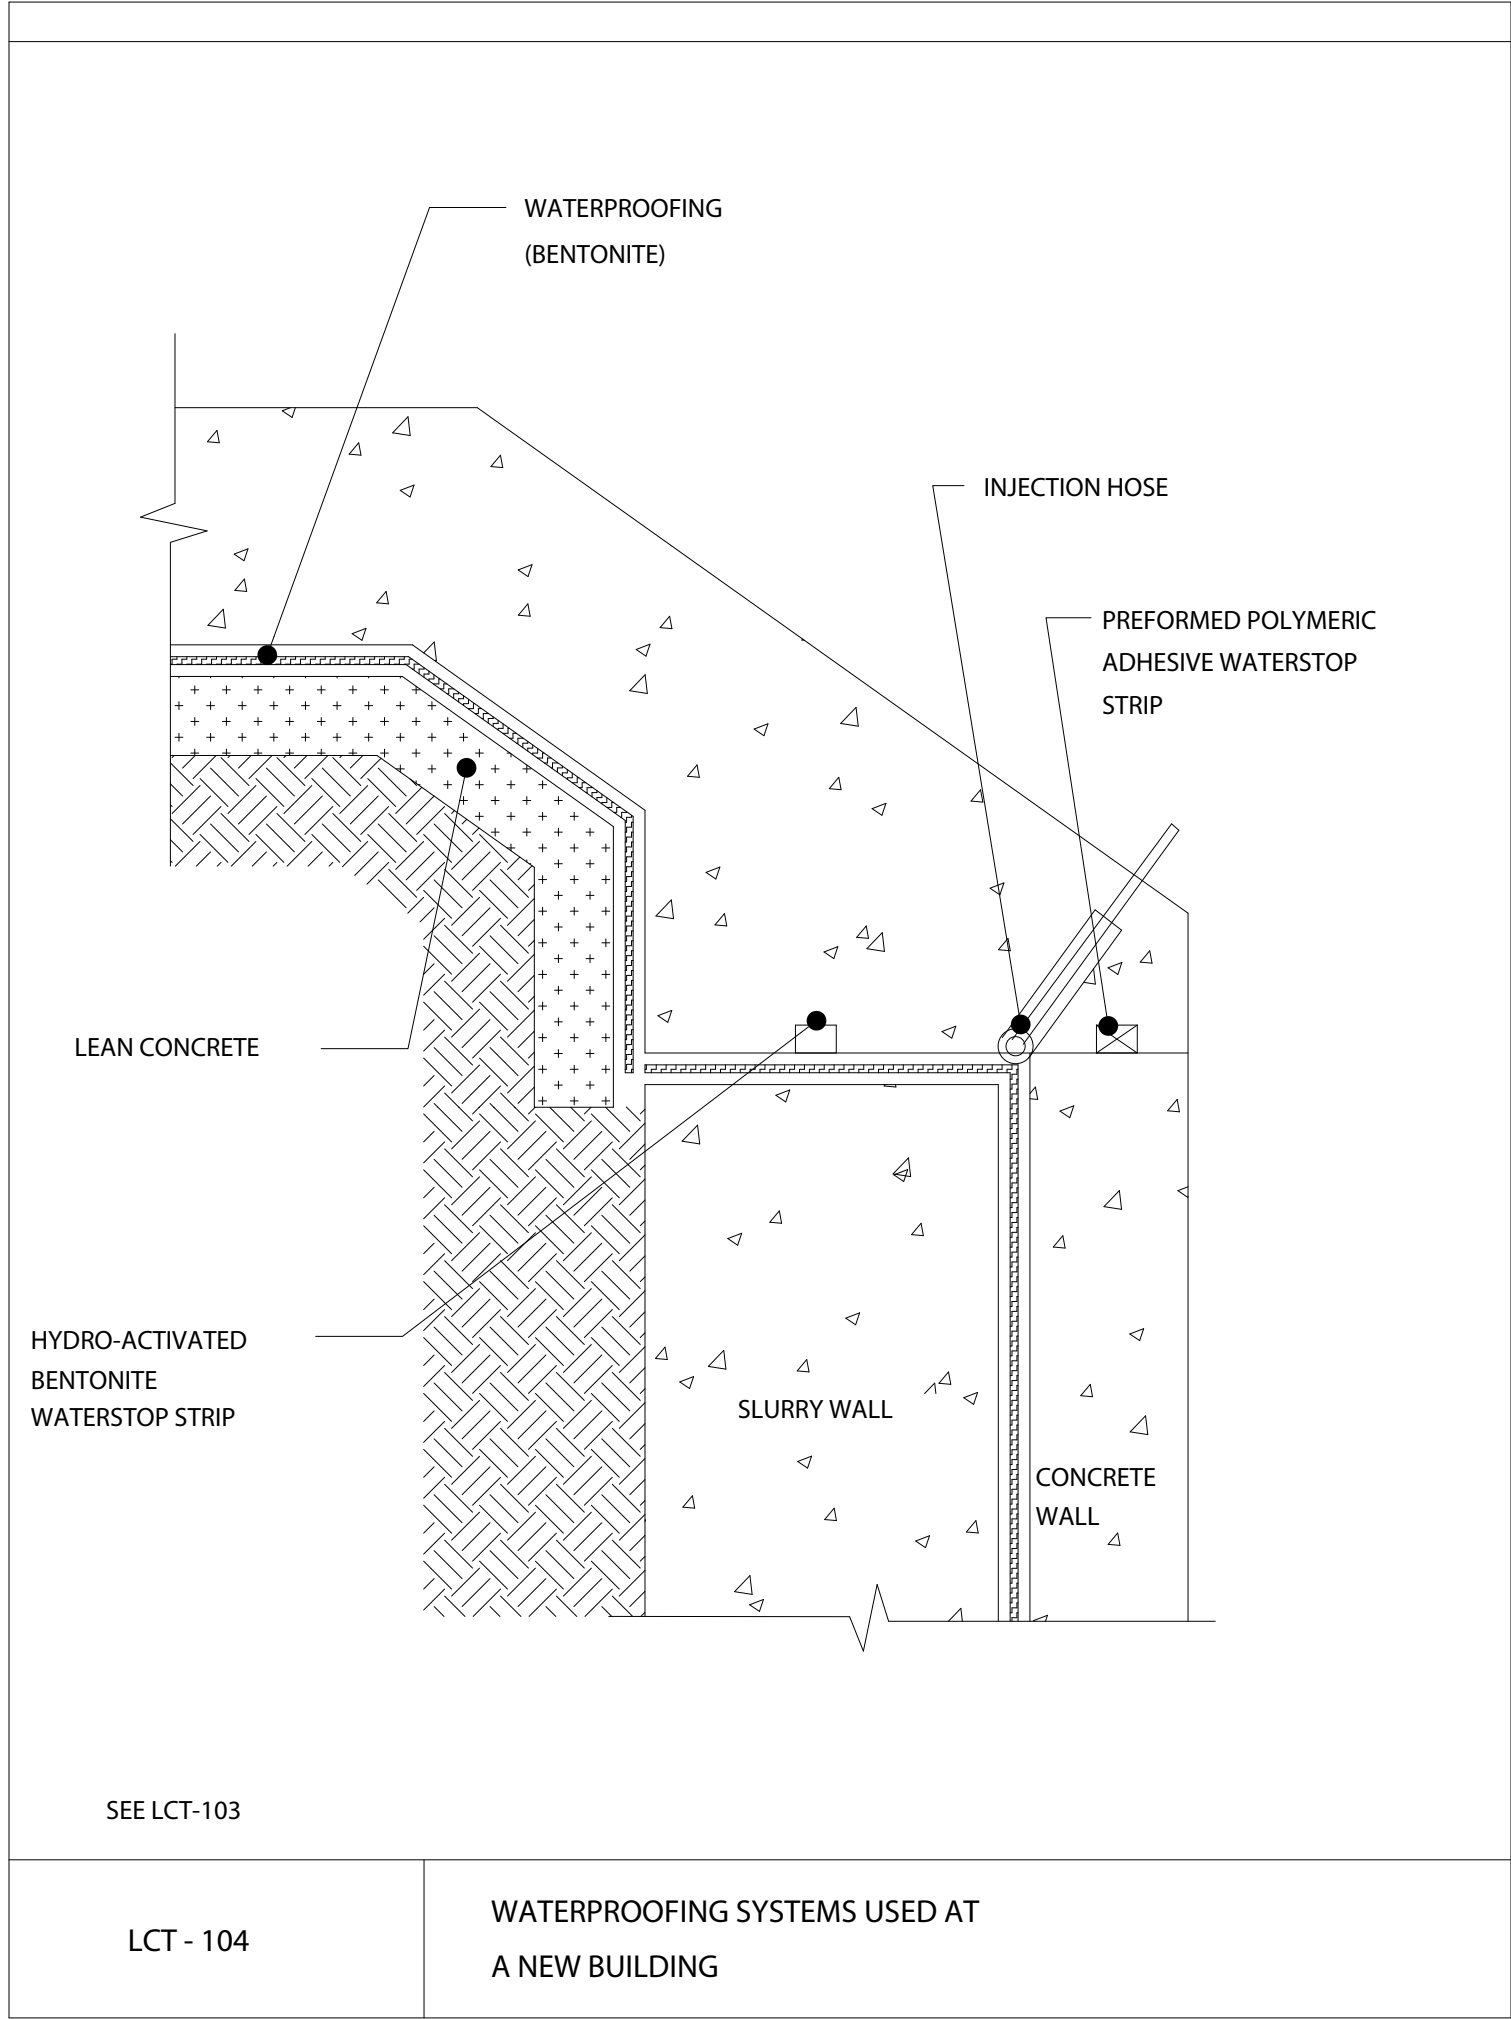 WATERPROOFING
(BENTONITE)
INJECTION HOSE
PREFORMED POLYMERIC
ADHESIVE WATERSTOP
STRIP
LEAN CONCRETE
HYDRO-ACTIVATED
BENTONITE
WATERSTOP STRIP
SLURRY WALL
CONCRETE
WALL
SEE LCT-103
LCT - 104
WATERPROOFING SYSTEMS USED AT
A NEW BUILDING